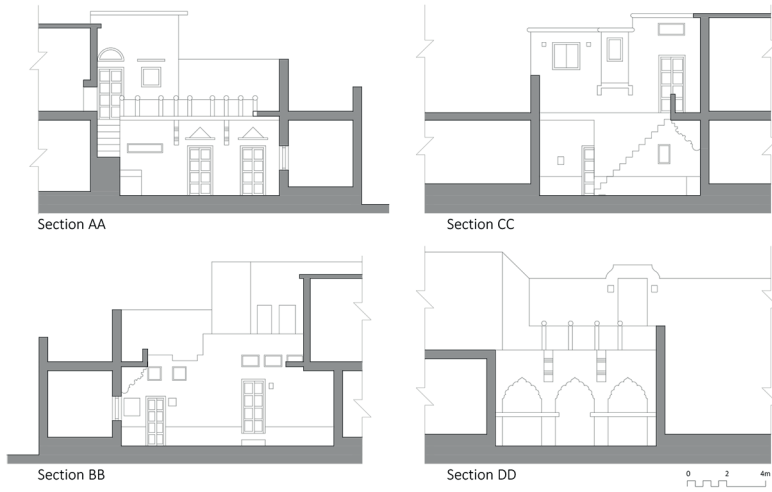 Section AA
Section CC
Section BB
Section DD
0 2 4m